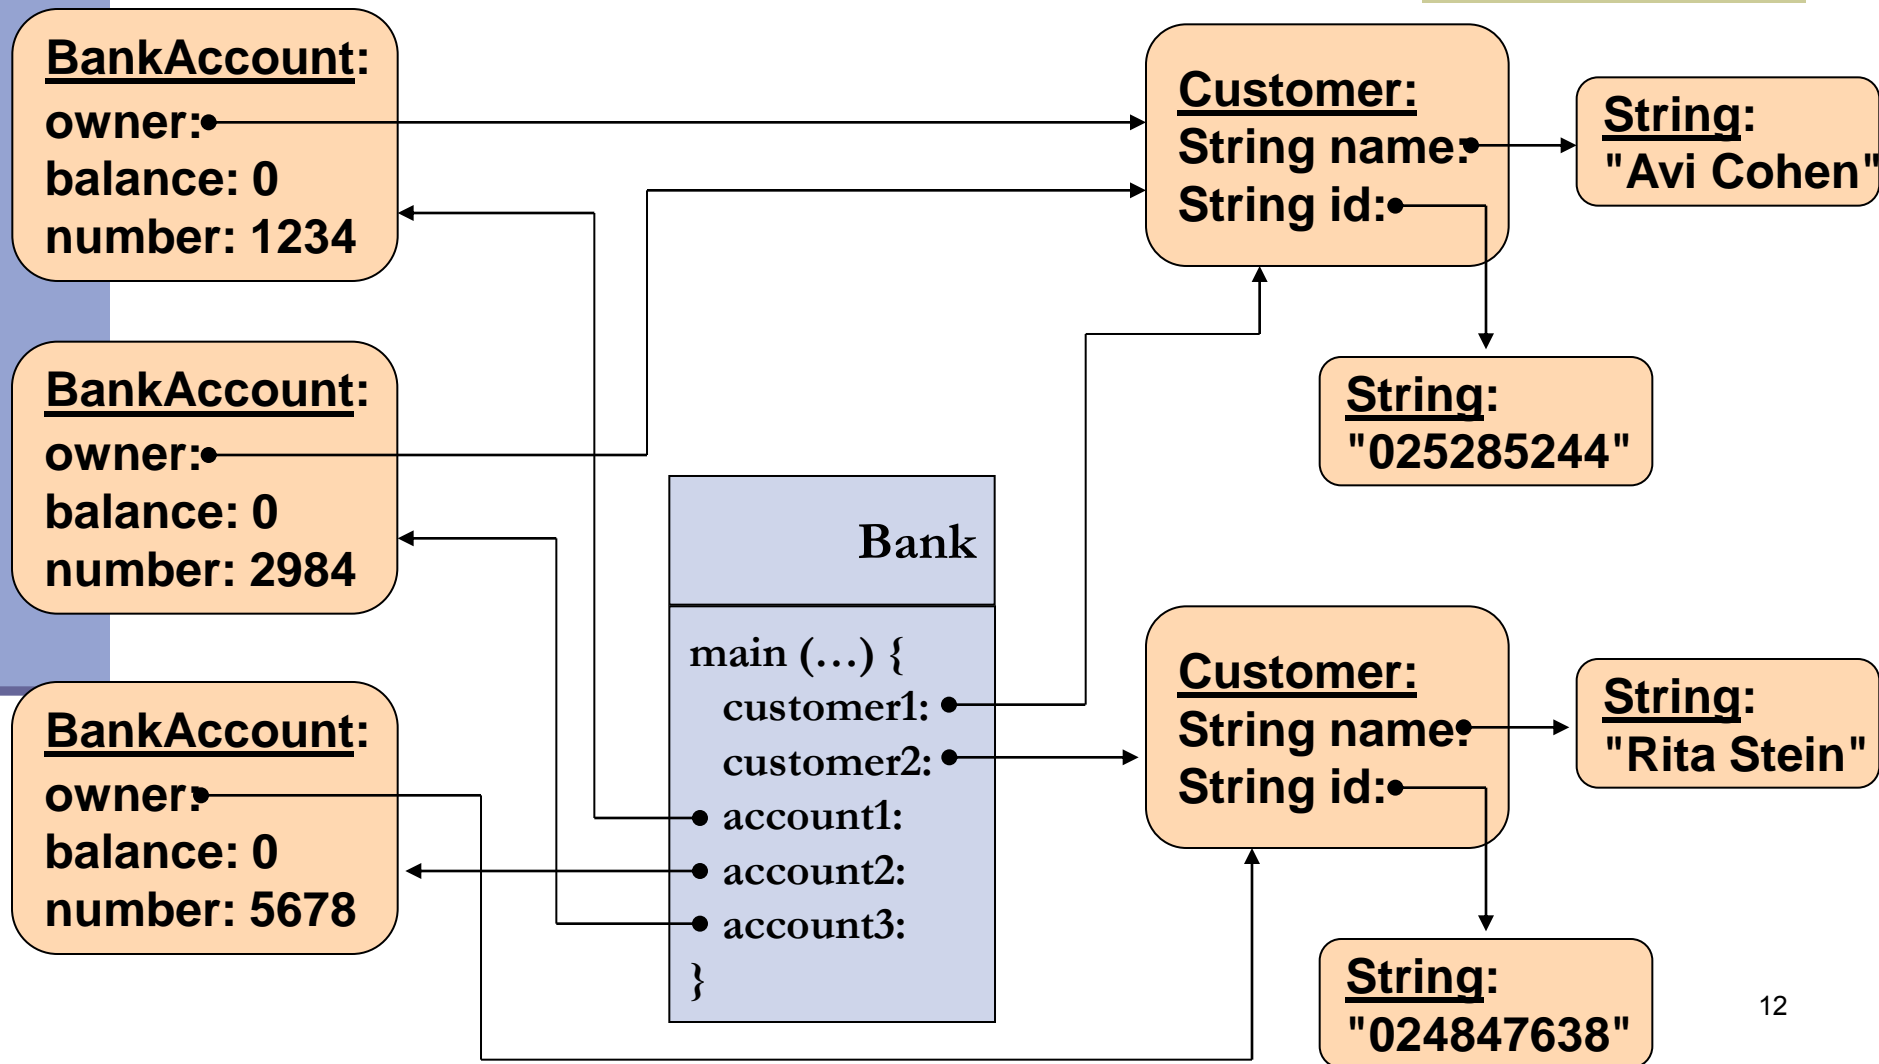 BankAccount:
owner:
balance: 0
number: 1234
BankAccount:
owner:
balance: 0
number: 2984
BankAccount:
owner:
balance: 0
number: 5678
Bank
main (…) {
customer1:
customer2:
account1:
account2:
account3:
}
Customer:
String name:
String id:
String:
"Avi Cohen"
String:
"025285244"
Customer:
String name:
String id:
String:
"Rita Stein"
String:
"024847638"
12